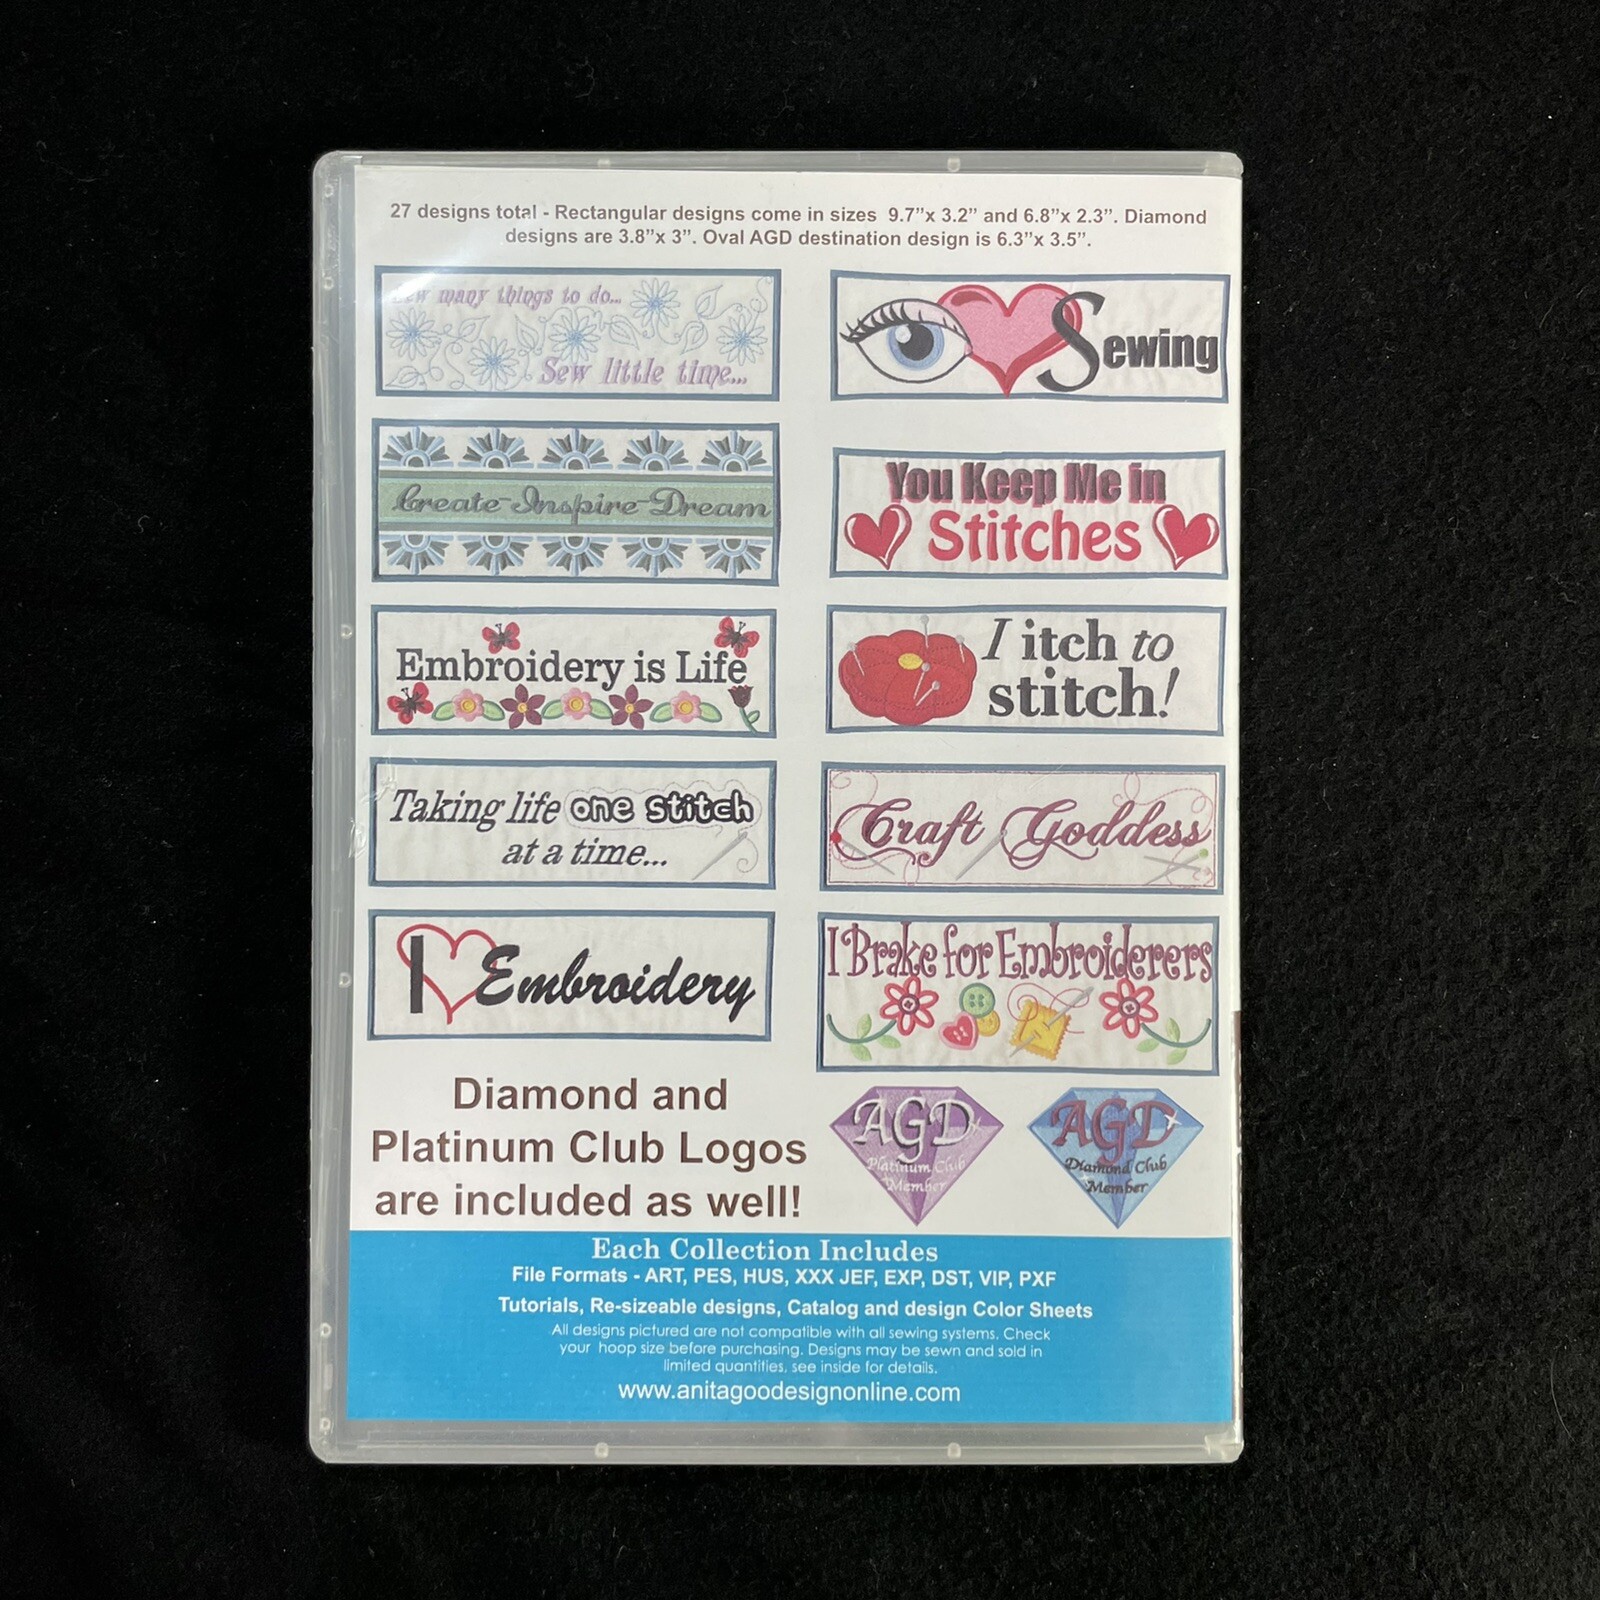 27 designs total - Rectangular designs come in sizes 9.7”x 3.2” and 6.8”x 2.3”. Diamond
designs are 3.8”x 3”. Oval AGD destination design is 6.3”x 3.5”.
Sew many things to do...
Sew little time...
Sewing
Create-Inspire-Dream
You Keep Me in
Stitches
Embroidery is Life
I itch to
stitch!
Taking life one stitch
at a time...
Craft Goddess
I Embroidery
I Brake for Embroiderers
Diamond and
Platinum Club Logos
are included as well!
AGD
Platinum Club
Member
AGD
Diamond Club
Member
Each Collection Includes
File Formats - ART, PES, HUS, XXX JEF, EXP, DST, VIP, PXF
Tutorials, Re-sizeable designs, Catalog and design Color Sheets
All designs pictured are not compatible with all sewing systems. Check
your hoop size before purchasing. Designs may be sewn and sold in
limited quantities, see inside for details.
www.anitagoodesignonline.com